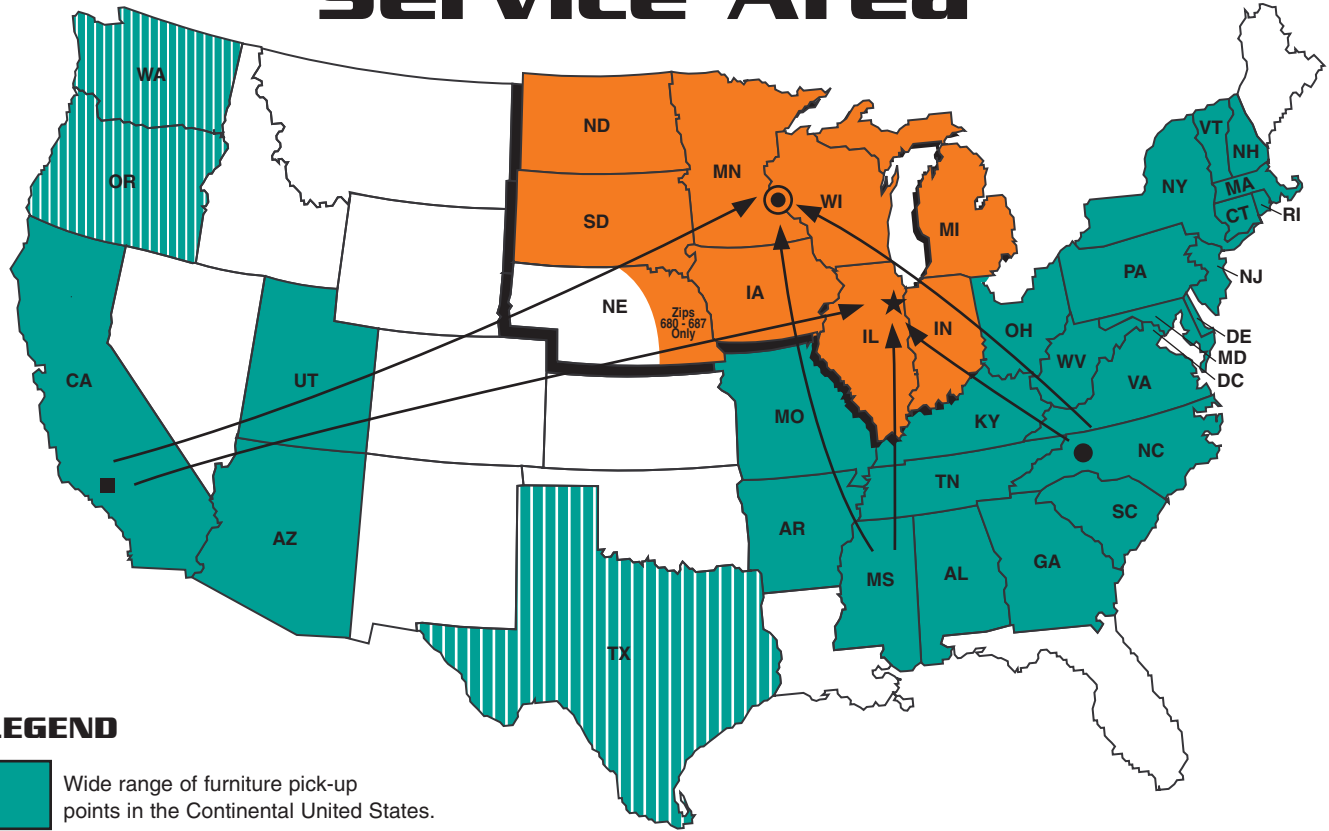 Service Area
WA
OR
CA
UT
AZ
TX
ND
SD
NE
Zips
680 - 687
Only
MN
IA
WI
IL
IN
MI
MO
AR
MS
AL
GA
TN
KY
OH
WV
VA
NC
SC
PA
NY
VT
NH
MA
CT
RI
NJ
DE
MD
DC
LEGEND
Wide range of furniture pick-up
points in the Continental United States.